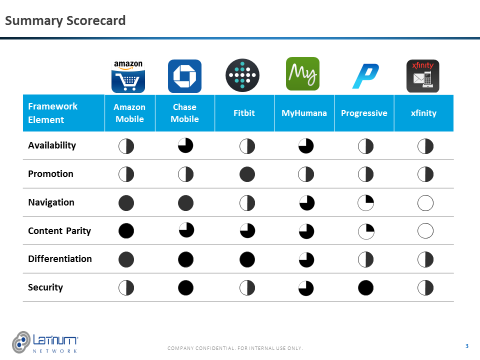 Summary Scorecard
amazon
My
xfinity
Framework Element
Amazon Mobile
Chase Mobile
Fitbit
MyHumana
Progressive
xfinity
Availability
Promotion
Navigation
Content Parity
Differentiation
Security
LATINUM
NETWORK
COMPANY CONFIDENTIAL. FOR INTERNAL USE ONLY.
3